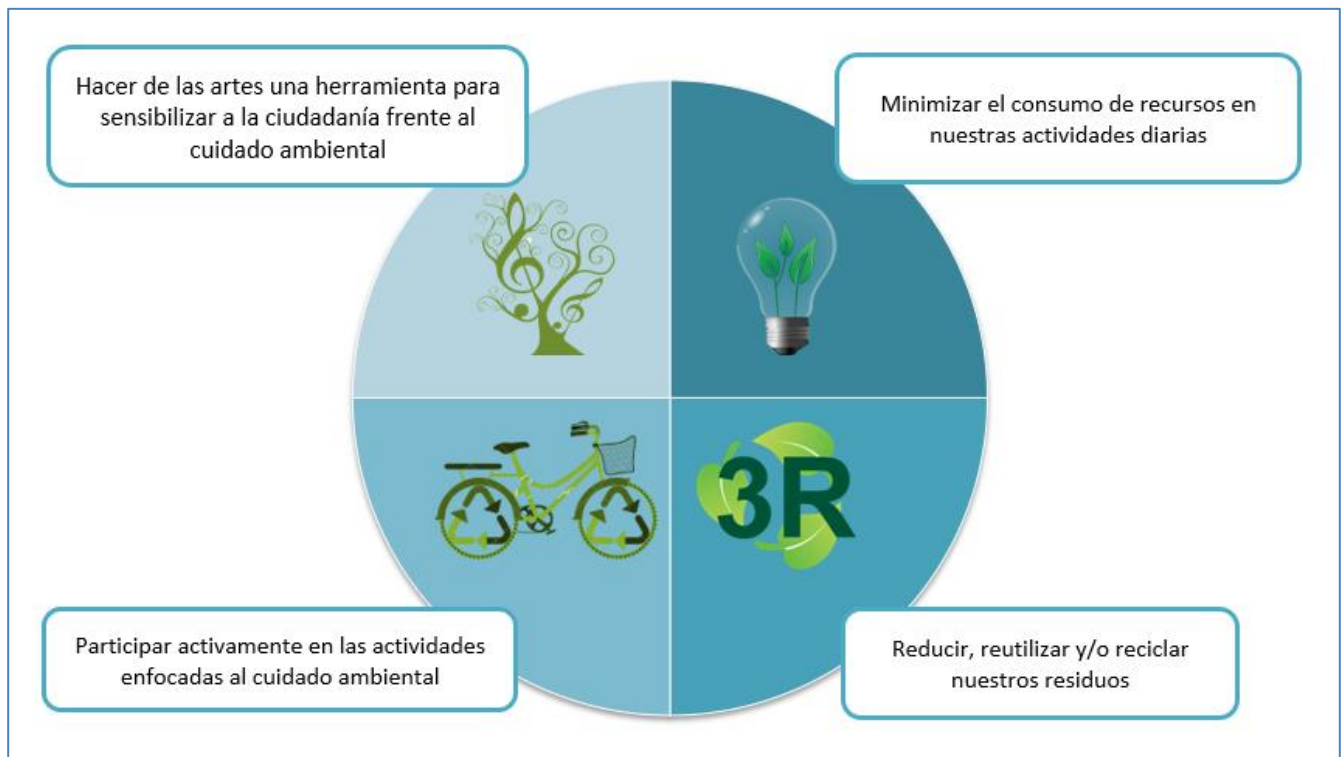 Hacer de las artes una herramienta para
sensibilizar a la ciudadanía frente al
cuidado ambiental
Minimizar el consumo de recursos en
nuestras actividades diarias
3R
Participar activamente en las actividades
enfocadas al cuidado ambiental
Reducir, reutilizar y/o reciclar
nuestros residuos